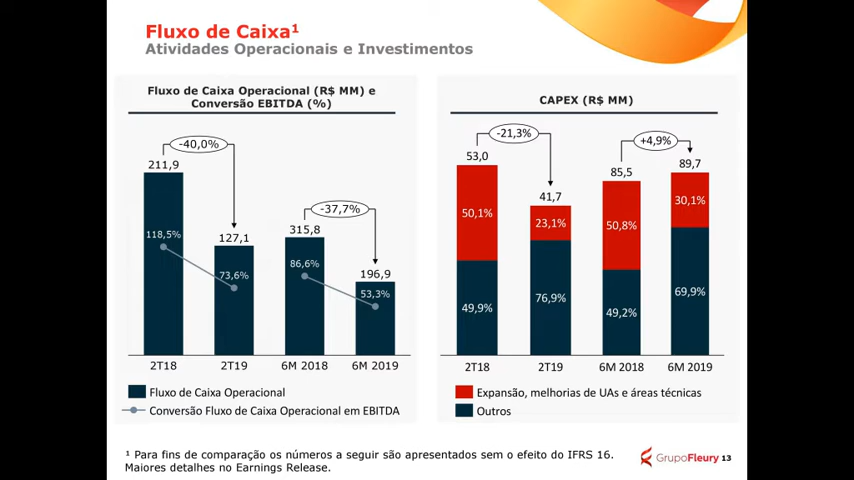 Fluxo de Caixa¹
Atividades Operacionais e Investimentos
Fluxo de Caixa Operacional (R$ MM) e
Conversão EBITDA (%)
-40,0%
211,9
118,5%
127,1
73,6%
-37,7%
315,8
86,6%
196,9
53,3%
2T18
2T19
6M 2018
6M 2019
Fluxo de Caixa Operacional
Conversão Fluxo de Caixa Operacional em EBITDA
CAPEX (R$ MM)
-21,3%
53,0
50,1%
49,9%
41,7
23,1%
76,9%
+4,9%
85,5
50,8%
49,2%
89,7
30,1%
69,9%
2T18
2T19
6M 2018
6M 2019
Expansão, melhorias de UAs e áreas técnicas
Outros
¹ Para fins de comparação os números a seguir são apresentados sem o efeito do IFRS 16.
Maiores detalhes no Earnings Release.
GrupoFleury 13